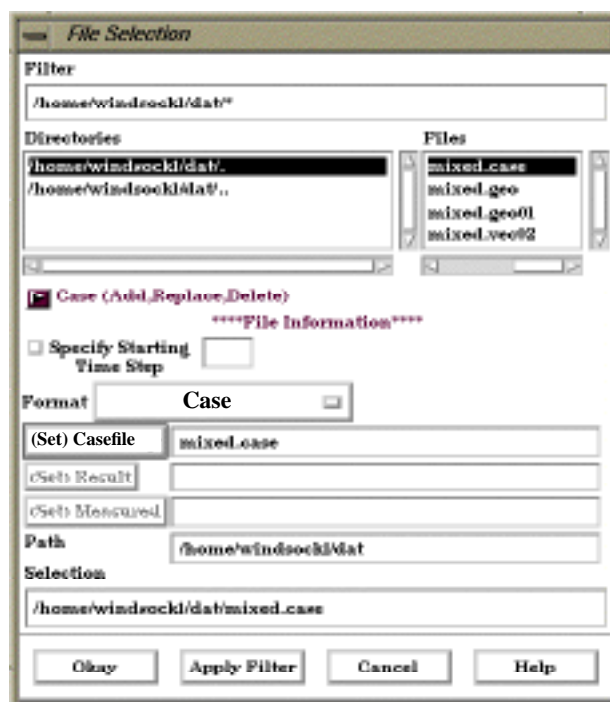 File Selection
Filter
/home/windsockl/dat/*
Directories
Files
/home/windsockl/dat/.
/home/windsockl/dat/..
mixed.case
mixed.geo
mixed.geo01
mixed.vec02
Case (Add,Replace,Delete)
****File Information****
Specify Starting
Time Step
Format Case
(Set) Casefile mixed.case
(Set) Result
(Set) Measured
Path /home/windsockl/dat
Selection
/home/windsockl/dat/mixed.case
Okay Apply Filter Cancel Help